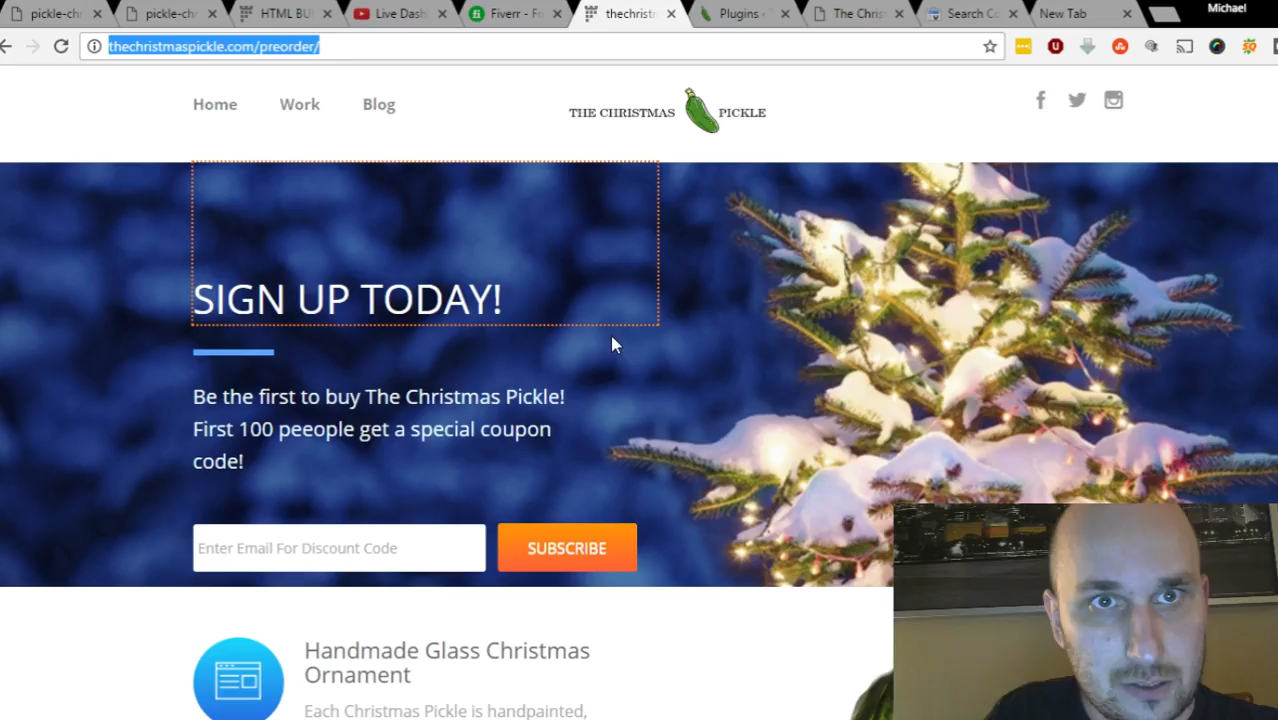 pickle-ch
pickle-ch
HTML BU
Live Dash
Fiverr - Fo
thechrist
Plugins
The Chris
Search Co
New Tab
Michael
thechristmaspickle.com/preorder/
Home
Work
Blog
THE CHRISTMAS PICKLE
SIGN UP TODAY!
Be the first to buy The Christmas Pickle!
First 100 peeople get a special coupon
code!
Enter Email For Discount Code
SUBSCRIBE
Handmade Glass Christmas
Ornament
Each Christmas Pickle is handpainted,